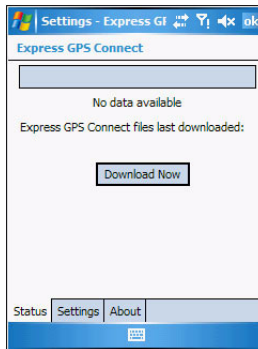 Settings - Express GF ok
Express GPS Connect
No data available
Express GPS Connect files last downloaded:
Download Now
Status Settings About